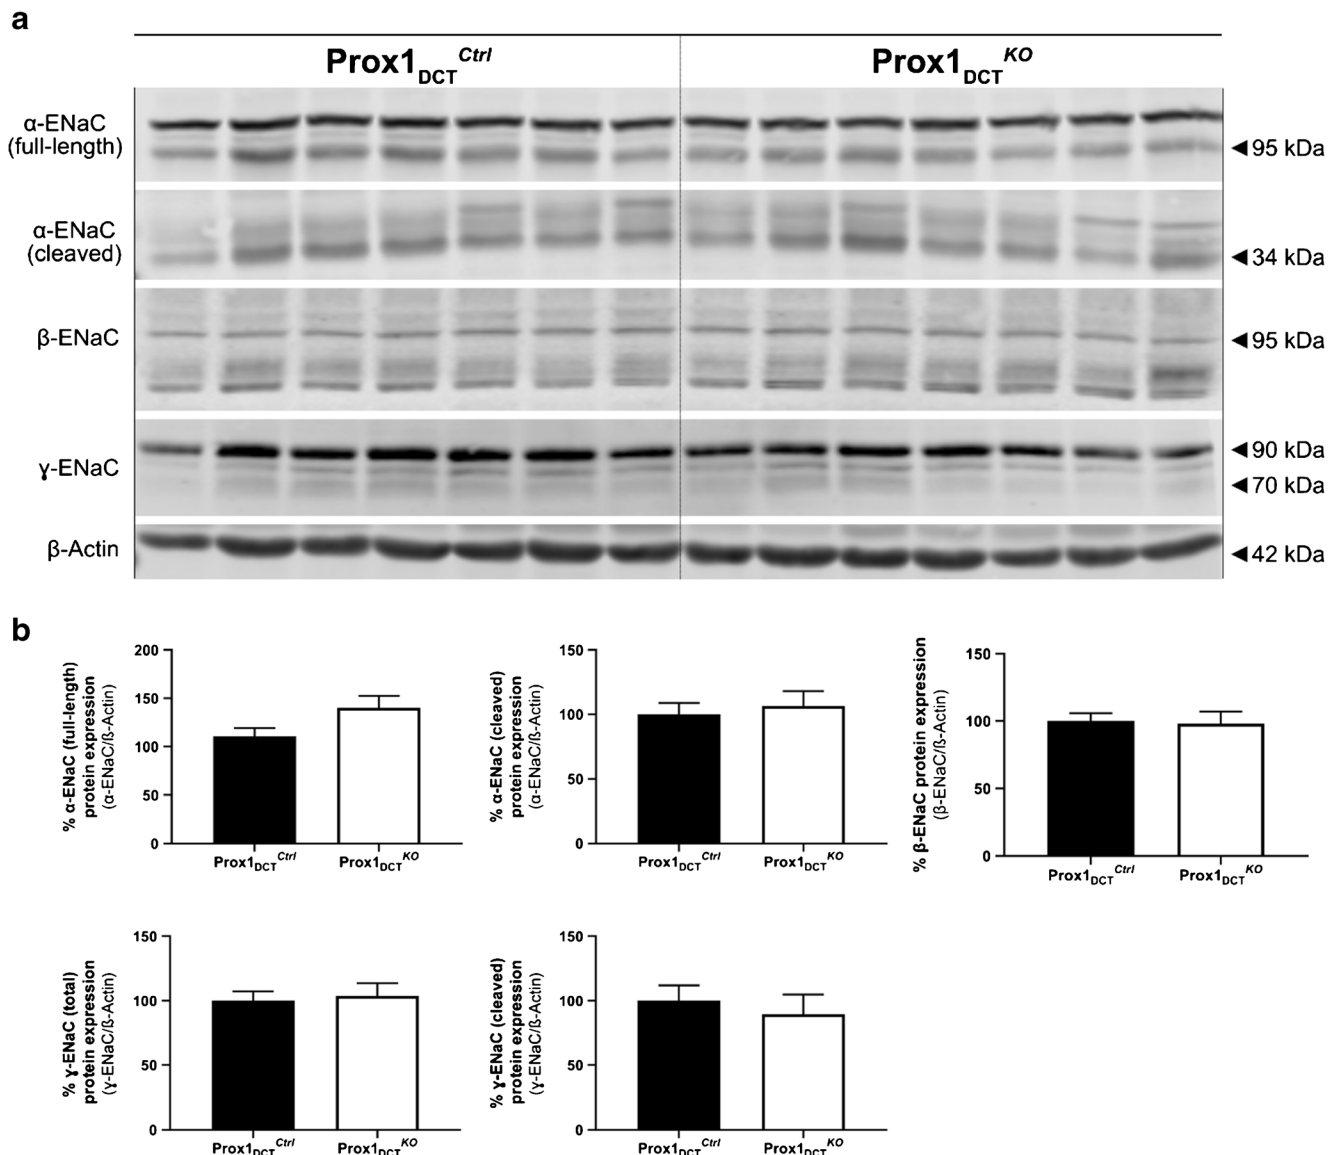 a
Prox1DCTCtrl
Prox1DCTKO
α-ENaC
(full-length)
◄95 kDa
α-ENaC
(cleaved)
◄34 kDa
β-ENaC
◄95 kDa
ɣ-ENaC
◄90 kDa
◄70 kDa
β-Actin
◄42 kDa
b
% α-ENaC (full-length)
protein expression
(α-ENaC/ß-Actin)
200
150
100
50
0
Prox1DCTCtrl
Prox1DCTKO
% α-ENaC (cleaved)
protein expression
(α-ENaC/ß-Actin)
150
100
50
0
Prox1DCTCtrl
Prox1DCTKO
% β-ENaC protein expression
(β-ENaC/ß-Actin)
150
100
50
0
Prox1DCTCtrl
Prox1DCTKO
% ɣ-ENaC (total)
protein expression
(ɣ-ENaC/ß-Actin)
150
100
50
0
Prox1DCTCtrl
Prox1DCTKO
% ɣ-ENaC (cleaved)
protein expression
(ɣ-ENaC/ß-Actin)
150
100
50
0
Prox1DCTCtrl
Prox1DCTKO